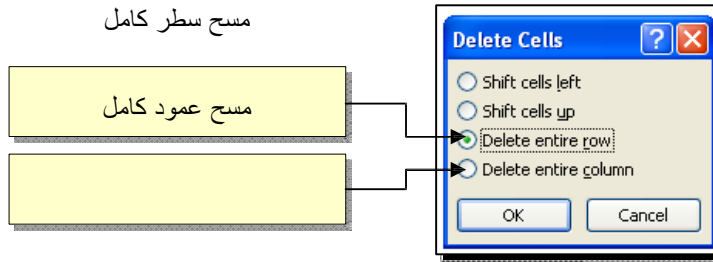 مسح سطر كامل
مسح عمود كامل
Delete Cells
Shift cells left
Shift cells up
Delete entire row
Delete entire column
OK
Cancel